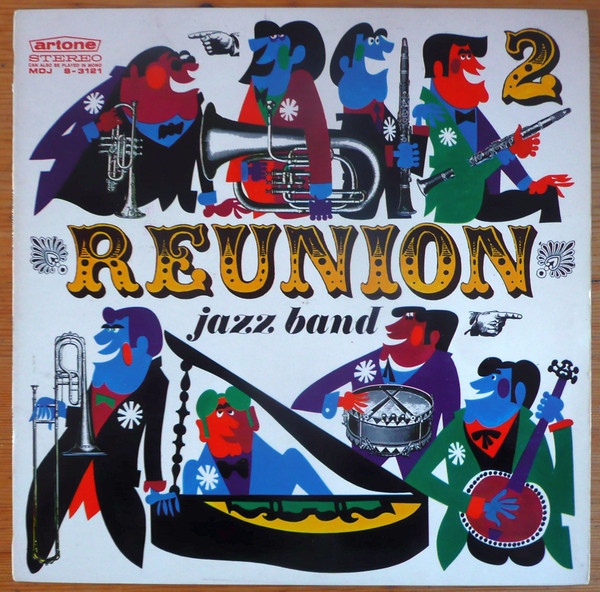 artone
STEREO
CAN ALSO BE PLAYED IN MONO
MDJ S-3121
2
REUNION
jazz band